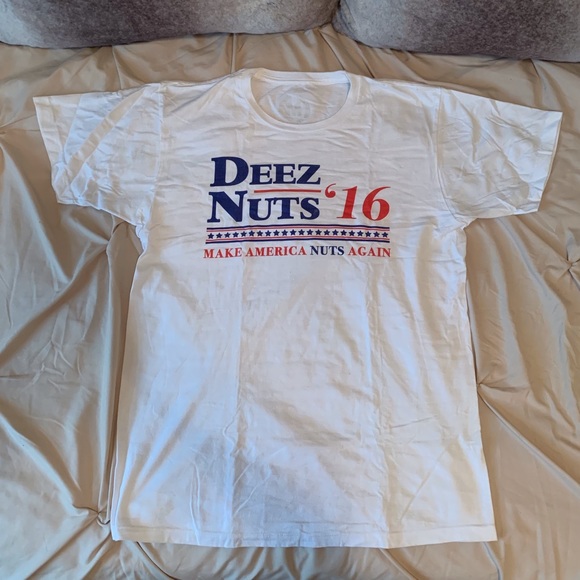 DEEZ
NUTS '16
MAKE AMERICA NUTS AGAIN